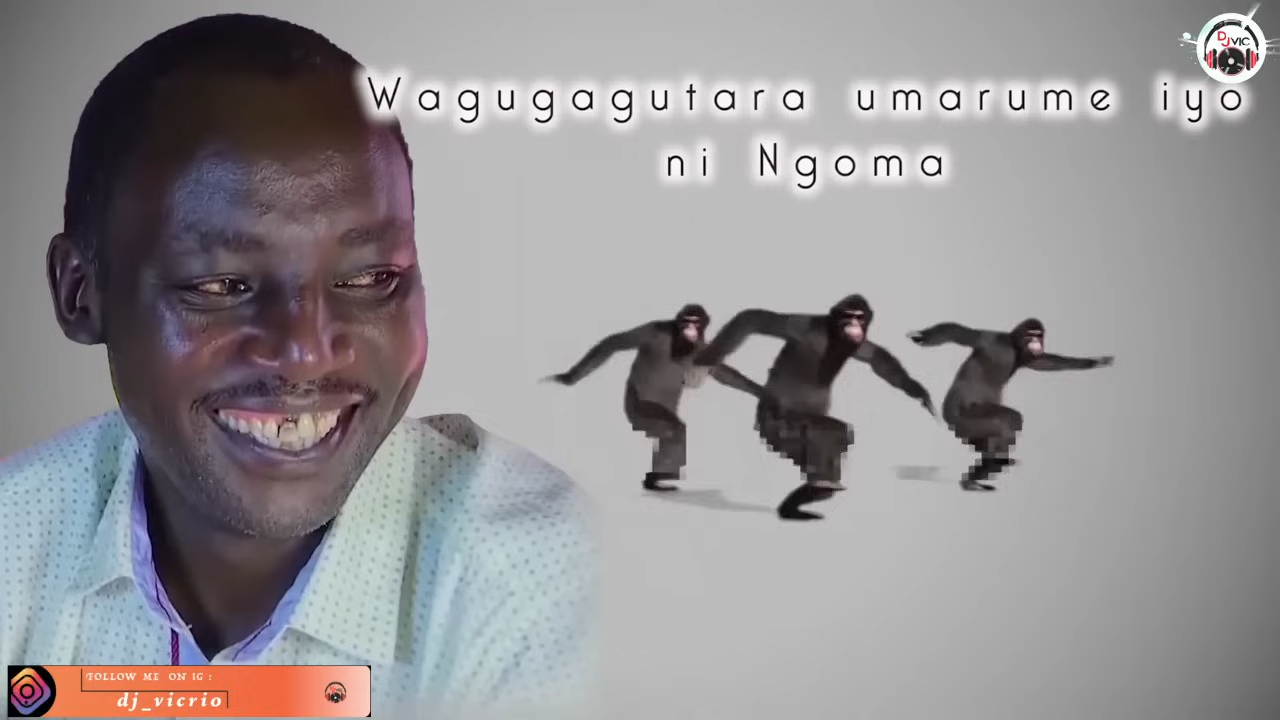 DJ VIC
Wagugagutara umarume iyo
ni Ngoma
FOLLOW ME ON IG :
dj_vicrio